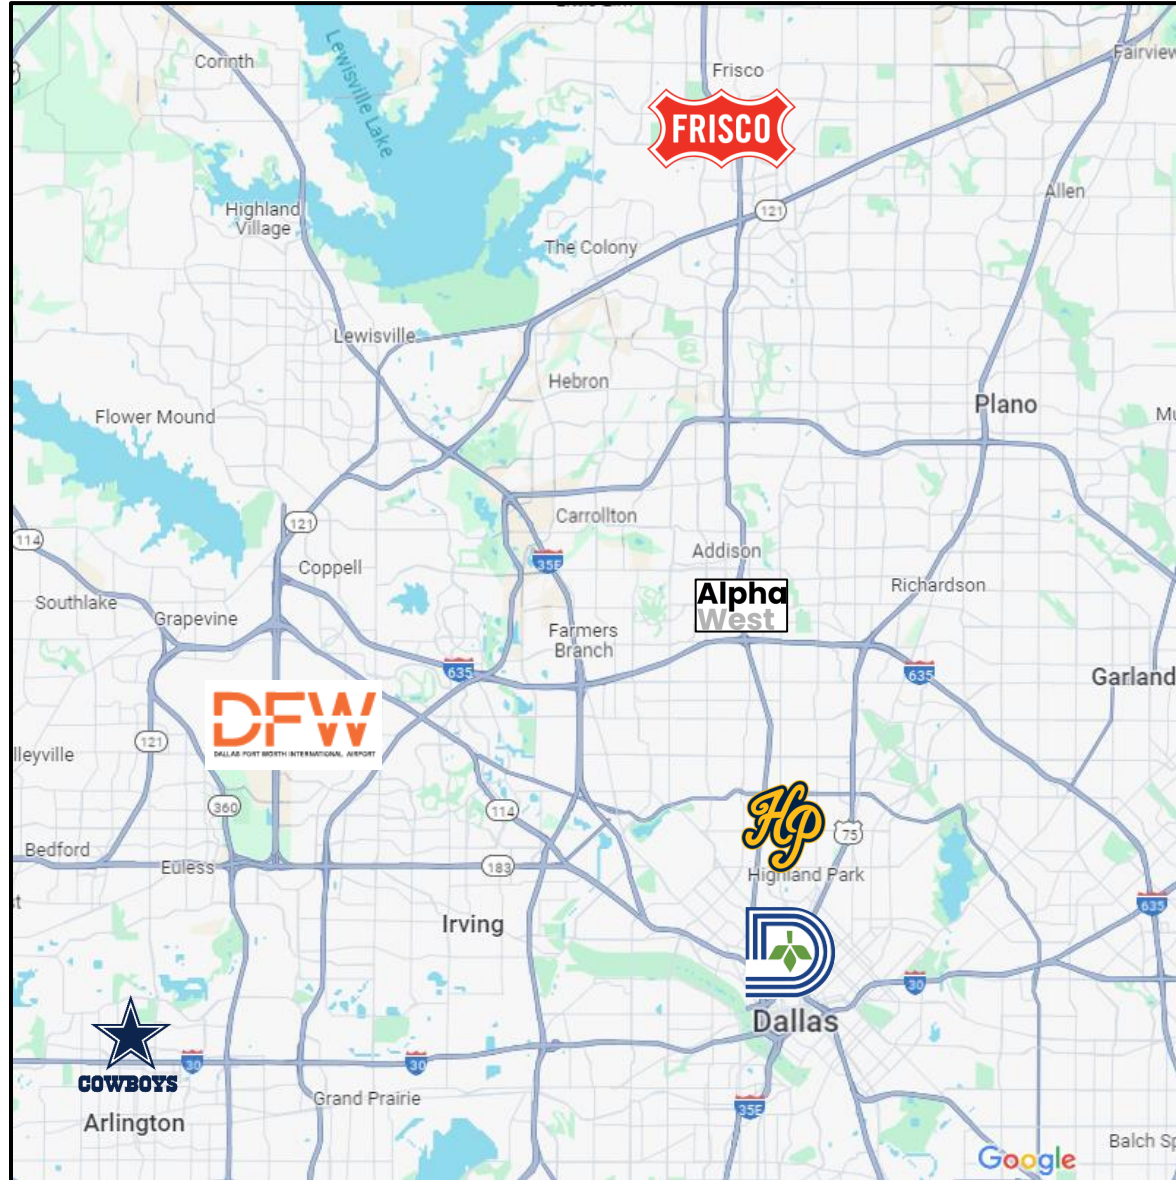 Corinth
Lewisville Lake
Frisco
Fairview
FRISCO
Allen
121
Highland
Village
The Colony
Lewisville
Hebron
Plano
Flower Mound
Carrollton
121
114
Addison
35E
Coppell
Richardson
Southlake
Alpha
West
Grapevine
Farmers
Branch
635
635
Garland
DFW
DALLAS FORT WORTH INTERNATIONAL AIRPORT
121
lleyville
360
114
HP
75
Bedford
Euless
183
Highland Park
635
Irving
D
30
Dallas
COWBOYS
30
30
Grand Prairie
35E
Arlington
Balch Sp
Google